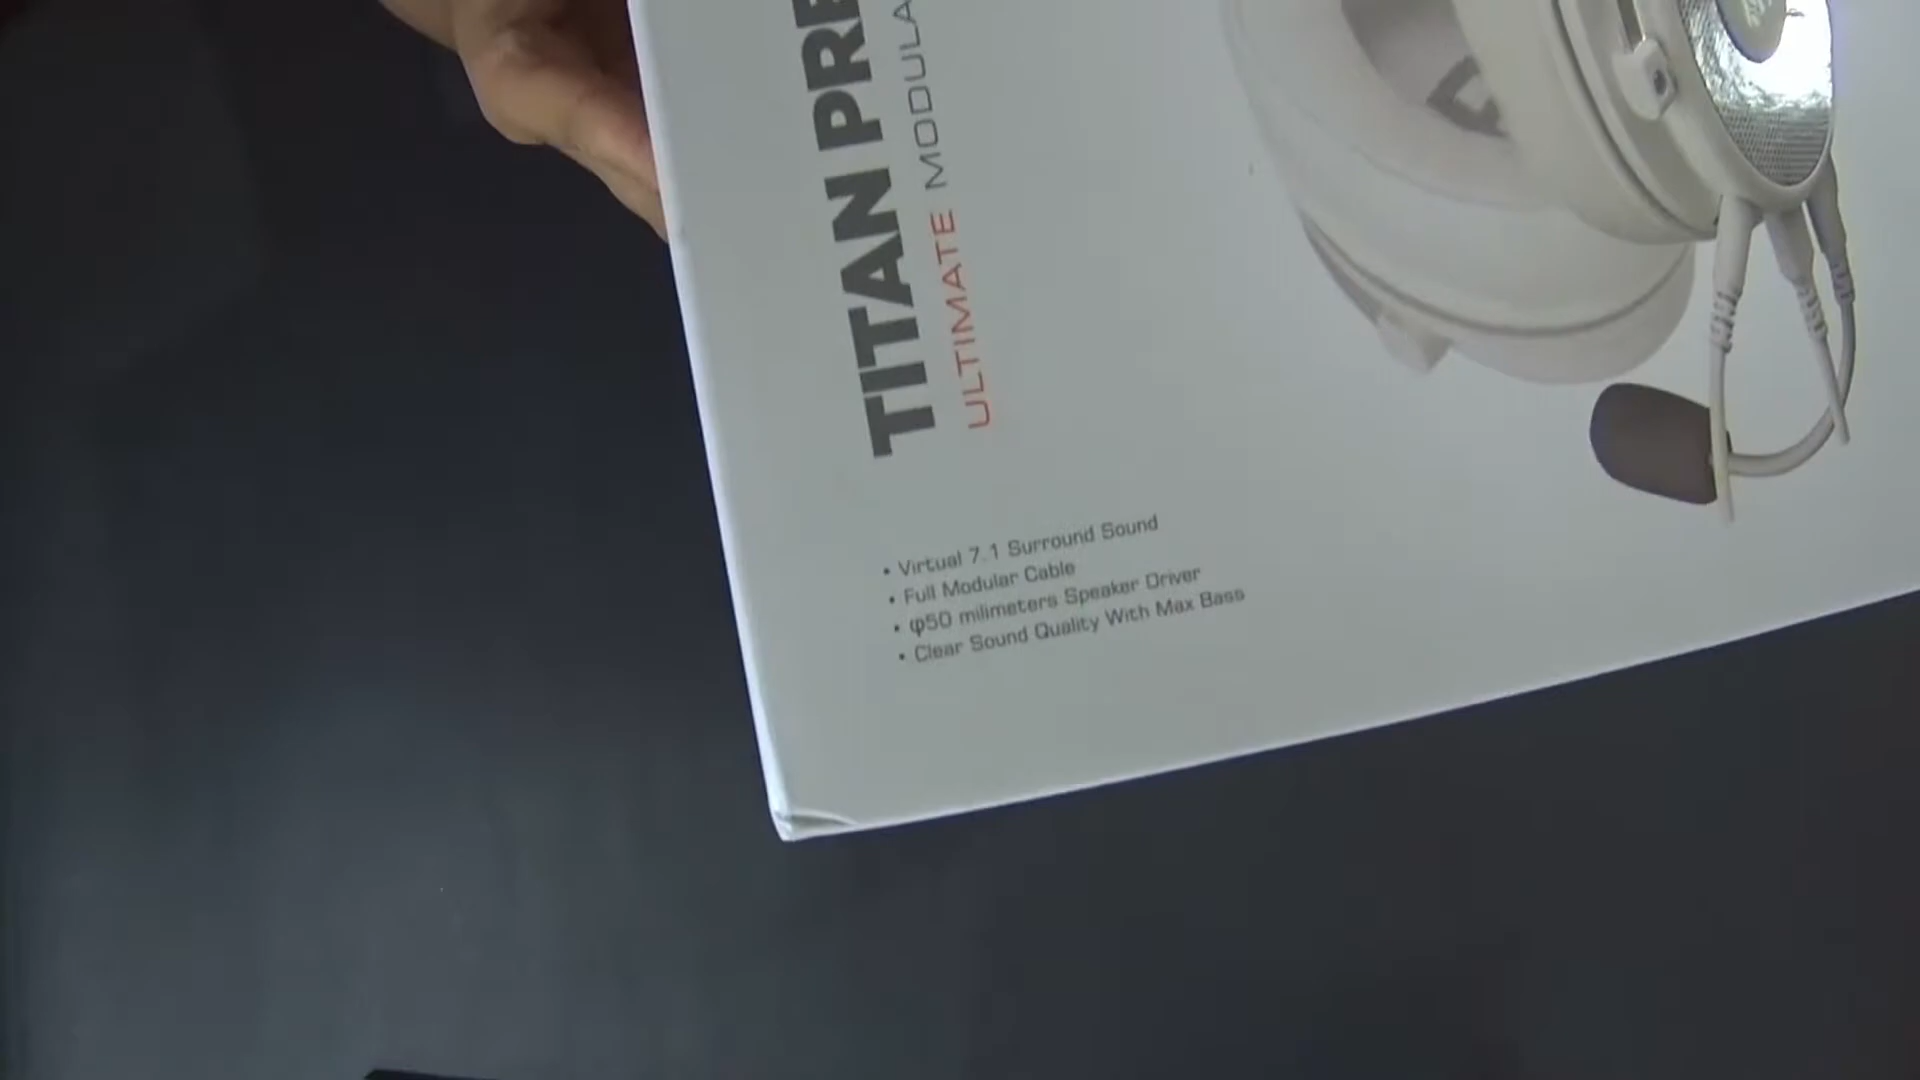 TITAN PRE
ULTIMATE MODULA
• Virtual 7.1 Surround Sound
• Full Modular Cable
• φ50 milimeters Speaker Driver
• Clear Sound Quality With Max Bass